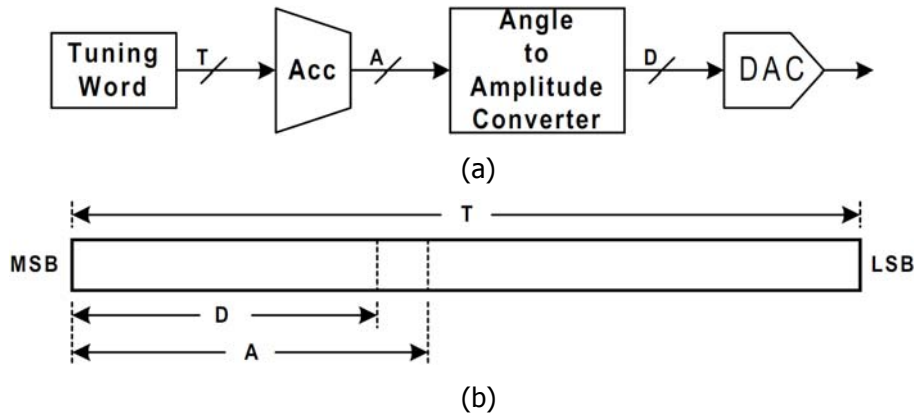 Tuning
Word
T
Acc
A
Angle
to
Amplitude
Converter
D
DAC
(a)
T
MSB
LSB
D
A
(b)